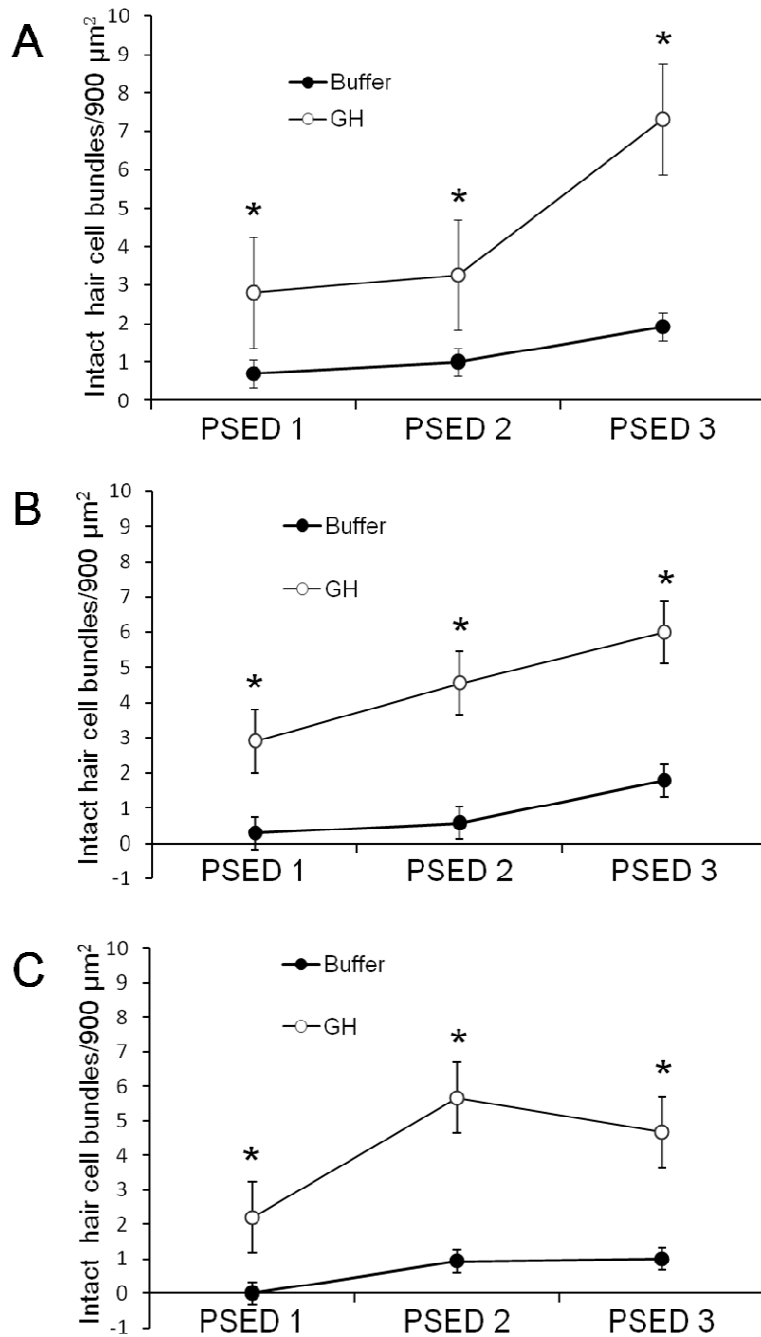 A
Intact hair cell bundles/900 µm²
10
9
8
7
6
5
4
3
2
1
0
Buffer
GH
*
*
*
PSED 1
PSED 2
PSED 3
B
Intact hair cell bundles/900 µm²
10
9
8
7
6
5
4
3
2
1
0
-1
Buffer
GH
*
*
*
PSED 1
PSED 2
PSED 3
C
Intact hair cell bundles/900 µm²
10
9
8
7
6
5
4
3
2
1
0
-1
Buffer
GH
*
*
*
PSED 1
PSED 2
PSED 3